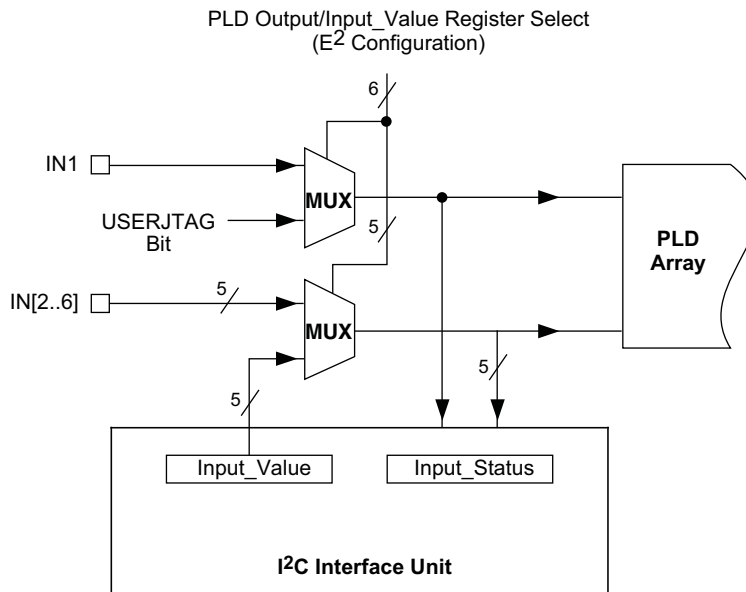 PLD Output/Input_Value Register Select
(E² Configuration)
6
IN1
MUX
USERJTAG
Bit
5
PLD
Array
IN[2..6]
5
MUX
5
5
Input_Value
Input_Status
I²C Interface Unit